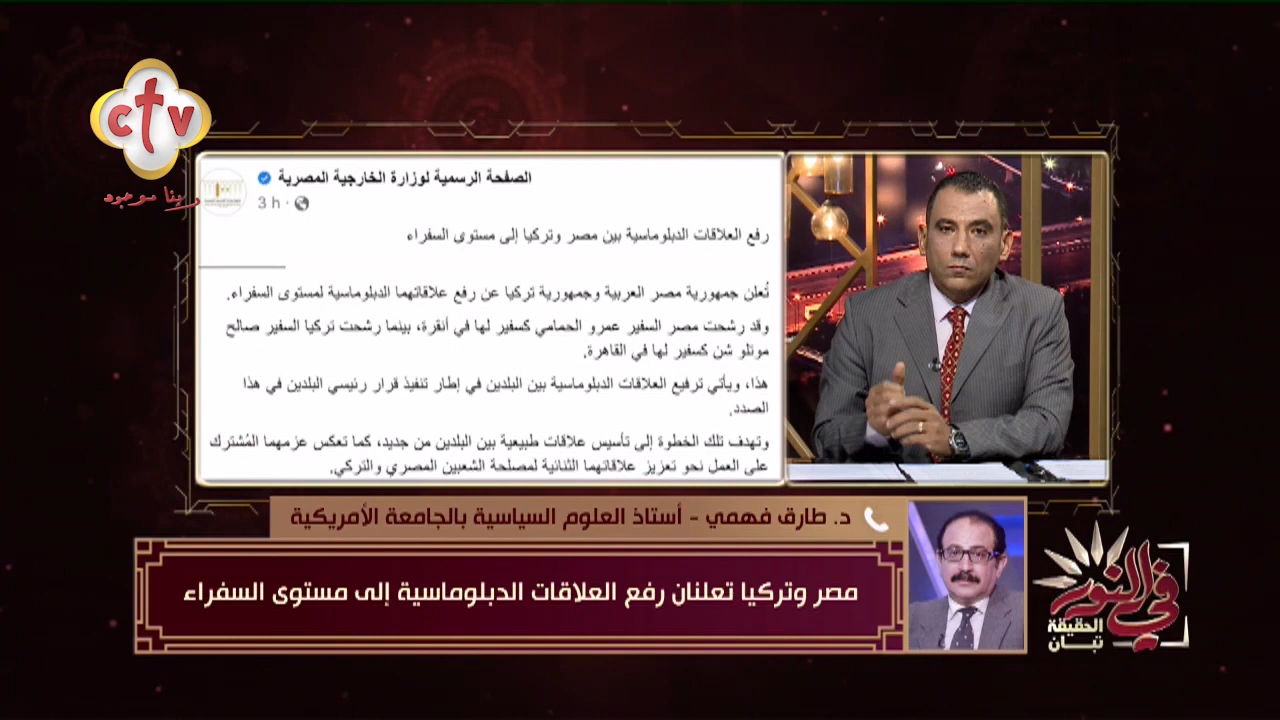 ctv
ربنا موجود
الصفحة الرسمية لوزارة الخارجية المصرية
3 h ·
رفع العلاقات الدبلوماسية بين مصر وتركيا إلى مستوى السفراء
تُعلن جمهورية مصر العربية وجمهورية تركيا عن رفع علاقاتهما الدبلوماسية لمستوى السفراء.
وقد رشحت مصر السفير عمرو الحمامي كسفير لها في أنقرة، بينما رشحت تركيا السفير صالح
موتلو شن كسفير لها في القاهرة.
هذا، ويأتي ترفيع العلاقات الدبلوماسية بين البلدين في إطار تنفيذ قرار رئيسي البلدين في هذا
الصدد.
وتهدف تلك الخطوة إلى تأسيس علاقات طبيعية بين البلدين من جديد، كما تعكس عزمهما المُشترك
على العمل نحو تعزيز علاقاتهما الثنائية لمصلحة الشعبين المصري والتركي.
د. طارق فهمي - أستاذ العلوم السياسية بالجامعة الأمريكية
مصر وتركيا تعلنان رفع العلاقات الدبلوماسية إلى مستوى السفراء
في النور
الحقيقة
تبان